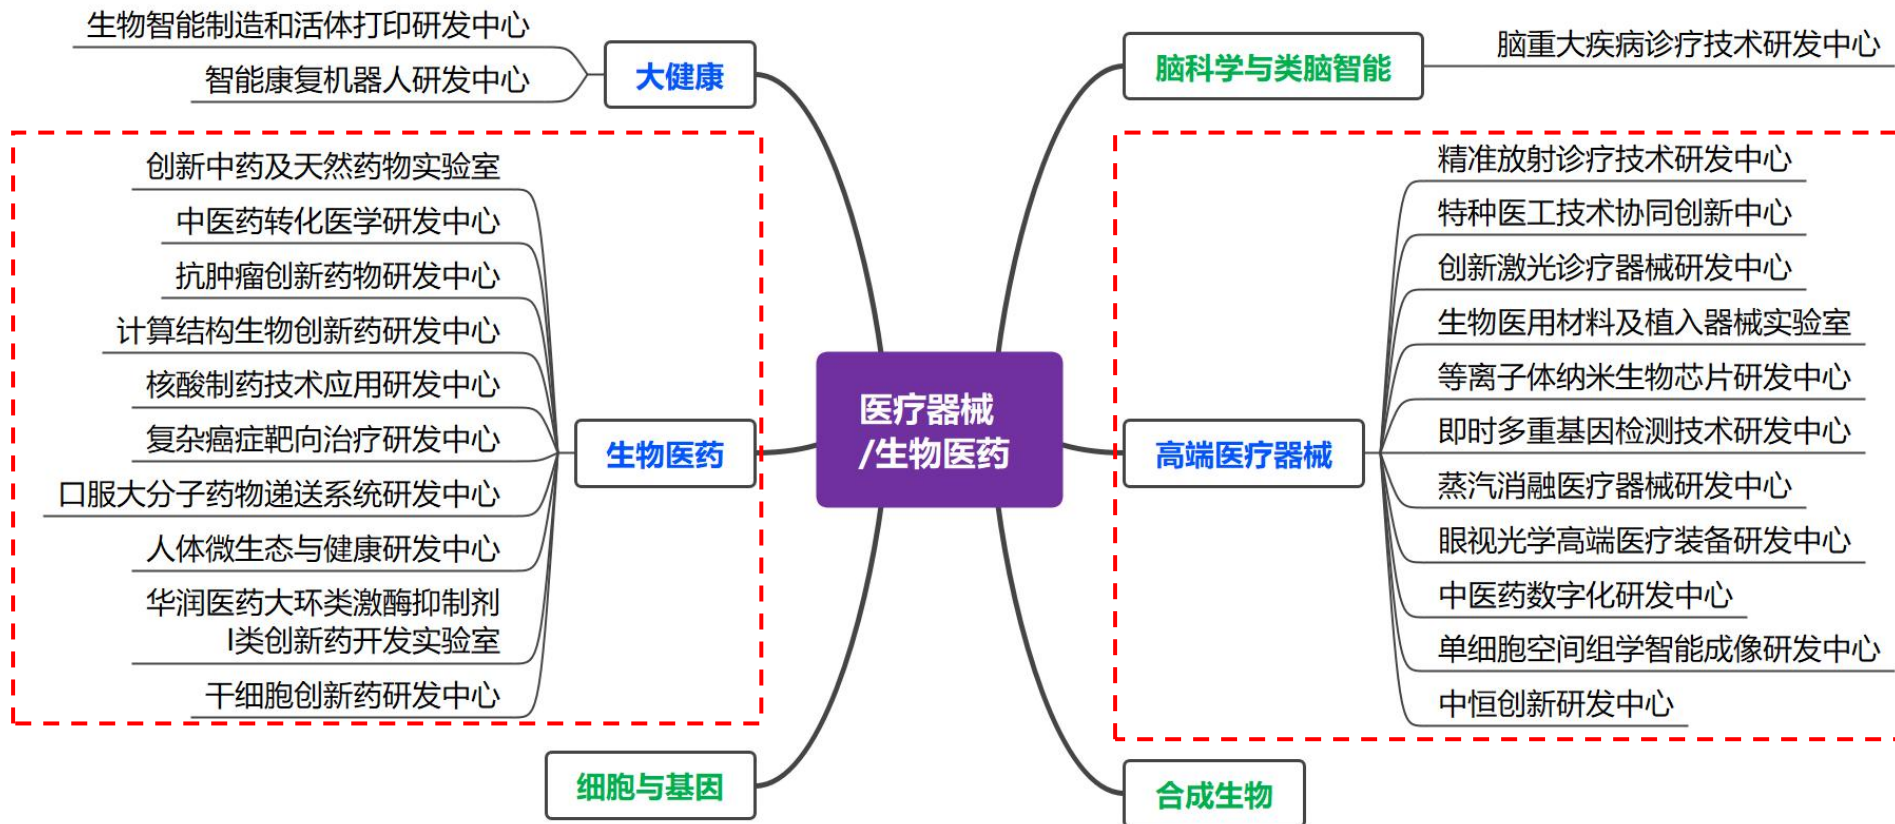 生物智能制造和活体打印研发中心
智能康复机器人研发中心
大健康
创新中药及天然药物实验室
中医药转化医学研发中心
抗肿瘤创新药物研发中心
计算结构生物创新药研发中心
核酸制药技术应用研发中心
复杂癌症靶向治疗研发中心
口服大分子药物递送系统研发中心
人体微生态与健康研发中心
华润医药大环类激酶抑制剂
I类创新药开发实验室
干细胞创新药研发中心
生物医药
细胞与基因
医疗器械
/生物医药
脑科学与类脑智能
脑重大疾病诊疗技术研发中心
高端医疗器械
精准放射诊疗技术研发中心
特种医工技术协同创新中心
创新激光诊疗器械研发中心
生物医用材料及植入器械实验室
等离子体纳米生物芯片研发中心
即时多重基因检测技术研发中心
蒸汽消融医疗器械研发中心
眼视光学高端医疗装备研发中心
中医药数字化研发中心
单细胞空间组学智能成像研发中心
中恒创新研发中心
合成生物